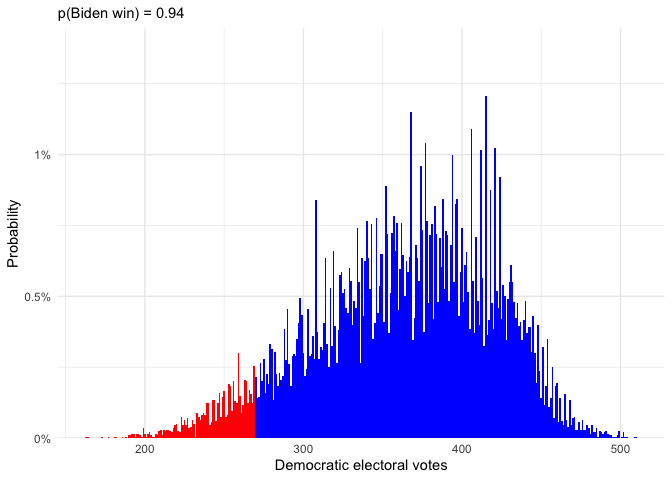 p(Biden win) = 0.94
Probability
1%
0.5%
0%
200
300
400
500
Democratic electoral votes